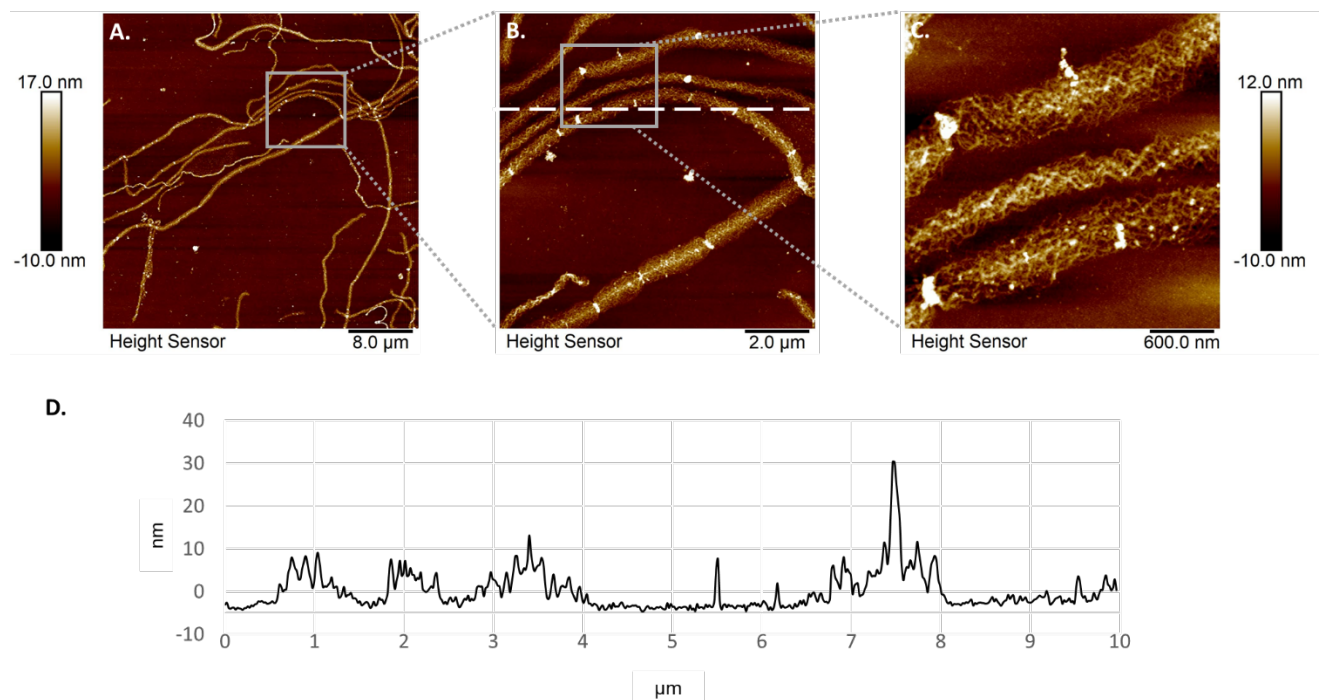 A.
B.
C.
17.0 nm
-10.0 nm
12.0 nm
-10.0 nm
Height Sensor
8.0 µm
Height Sensor
2.0 µm
Height Sensor
600.0 nm
D.
40
30
20
10
0
-10
nm
0 1 2 3 4 5 6 7 8 9 10
µm